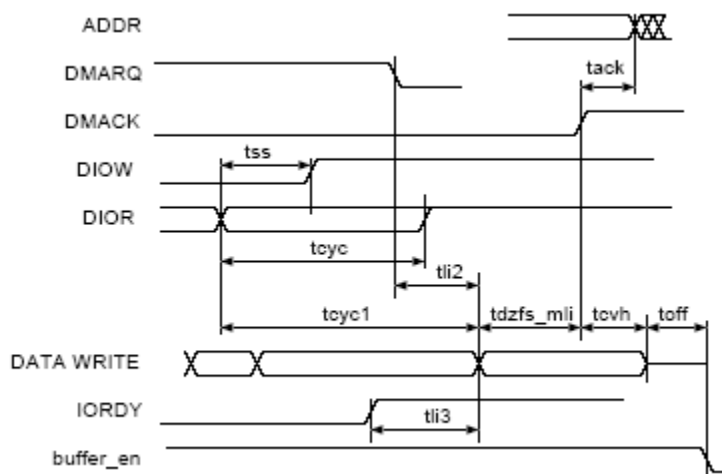 ADDR
DMARQ
tack
DMACK
tss
DIOW
DIOR
tcyc
tli2
tcyc1 tdzfs_mli tcvh toff
DATA WRITE
IORDY
tli3
buffer_en